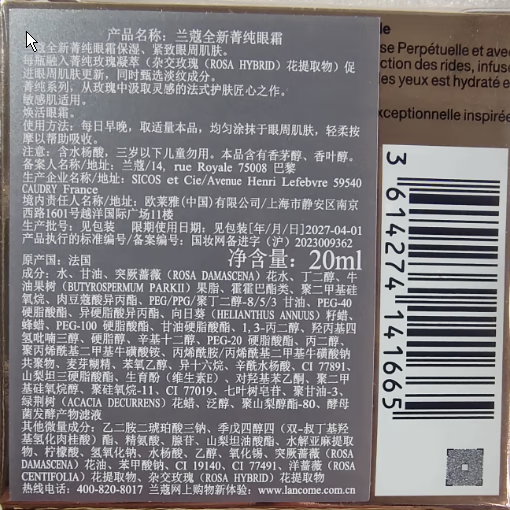 产品名称：兰蔻全新菁纯眼霜
蔻全新菁纯眼霜保湿、紧致眼周肌肤。
每瓶融入菁纯玫瑰凝萃（杂交玫瑰（ROSA HYBRID）花提取物）促
进眼周肌肤更新，同时甄选淡纹成分。
菁纯系列，从玫瑰中汲取灵感的法式护肤匠心之作。
敏感肌适用。
焕活眼霜。
使用方法：每日早晚，取适量本品，均匀涂抹于眼周肌肤，轻柔按
摩以帮助吸收。
注意：含水杨酸，三岁以下儿童勿用。本品含有香茅醇、香叶醇。
备案人名称/地址：兰蔻/14, rue Royale 75008 巴黎
生产企业名称/地址：SICOS et Cie/Avenue Henri Lefebvre 59540
CAUDRY France
境内责任人名称/地址：欧莱雅(中国)有限公司/上海市静安区南京
西路1601号越洋国际广场11楼
生产批号：见包装 限期使用日期：见包装[年/月/日]2027-04-01
产品执行的标准编号/备案编号：国妆网备进字（沪）2023009362
原产国：法国 净含量：20ml
成分：水、甘油、突厥蔷薇（ROSA DAMASCENA）花水、丁二醇、牛
油果树（BUTYROSPERMUM PARKII）果脂、霍霍巴酯类、聚二甲基硅
氧烷、肉豆蔻酸异丙酯、PEG/PPG/聚丁二醇-8/5/3 甘油、PEG-40
硬脂酸酯、异硬脂酸异丙酯、向日葵（HELIANTHUS ANNUUS）籽蜡、
蜂蜡、PEG-100 硬脂酸酯、甘油硬脂酸酯、1,3-丙二醇、羟丙基四
氢吡喃三醇、硬脂醇、辛基十二醇、PEG-20 硬脂酸酯、丙二醇、
聚丙烯酰基二甲基牛磺酸铵、丙烯酰胺/丙烯酰基二甲基牛磺酸钠
共聚物、麦芽糊精、苯氧乙醇、异十六烷、辛酰水杨酸、CI 77891、
山梨坦三硬脂酸酯、生育酚（维生素E）、对羟基苯乙酮、聚二甲
基硅氧烷醇、聚硅氧烷-11、CI 77019、七叶树皂苷、聚甘油-3、
绿荆树（ACACIA DECURRENS）花蜡、泛醇、聚山梨醇酯-80、酵母
菌发酵产物滤液
其他微量成分：乙二胺二琥珀酸三钠、季戊四醇四（双-叔丁基羟
基氢化肉桂酸）酯、精氨酸、腺苷、山梨坦油酸酯、水解亚麻提取
物、柠檬酸、氢氧化钠、水杨酸、乙醇、氧化锡、突厥蔷薇（ROSA
DAMASCENA）花油、苯甲酸钠、CI 19140、CI 77491、洋蔷薇（ROSA
CENTIFOLIA）花提取物、杂交玫瑰（ROSA HYBRID）花提取物
热线电话：400-820-8017 兰蔻网上购物新体验：www.lancome.com.cn
se Perpétuelle et avec
ction des rides, infuse
es yeux est hydraté e
xceptionnelle inspirée
3 614274 141665